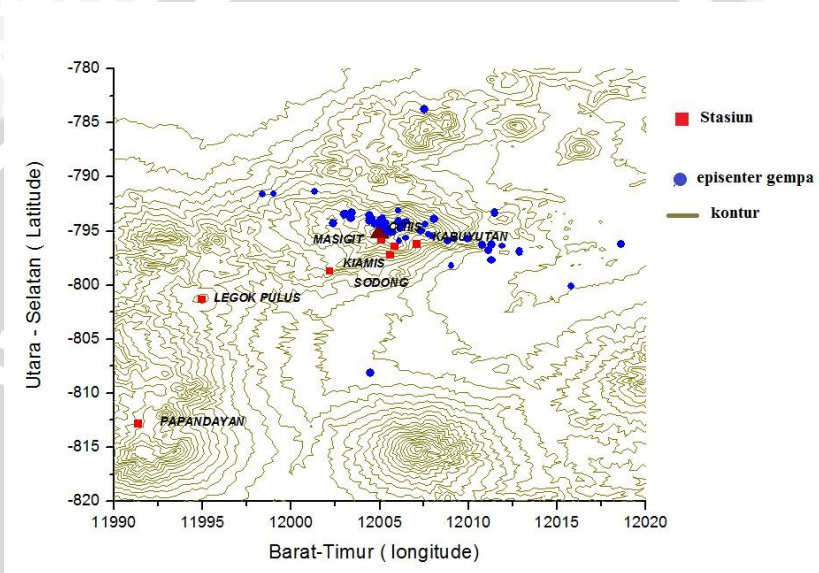 -780
-785
-790
-795
-800
-805
-810
-815
-820
Utara - Selatan ( Latitude)
11990 11995 12000 12005 12010 12015 12020
Barat-Timur ( longitude)
MASIGIT
KABUYUTAN
KIAMIS
SODONG
LEGOK PULUS
PAPANDAYAN
Stasiun
episenter gempa
kontur